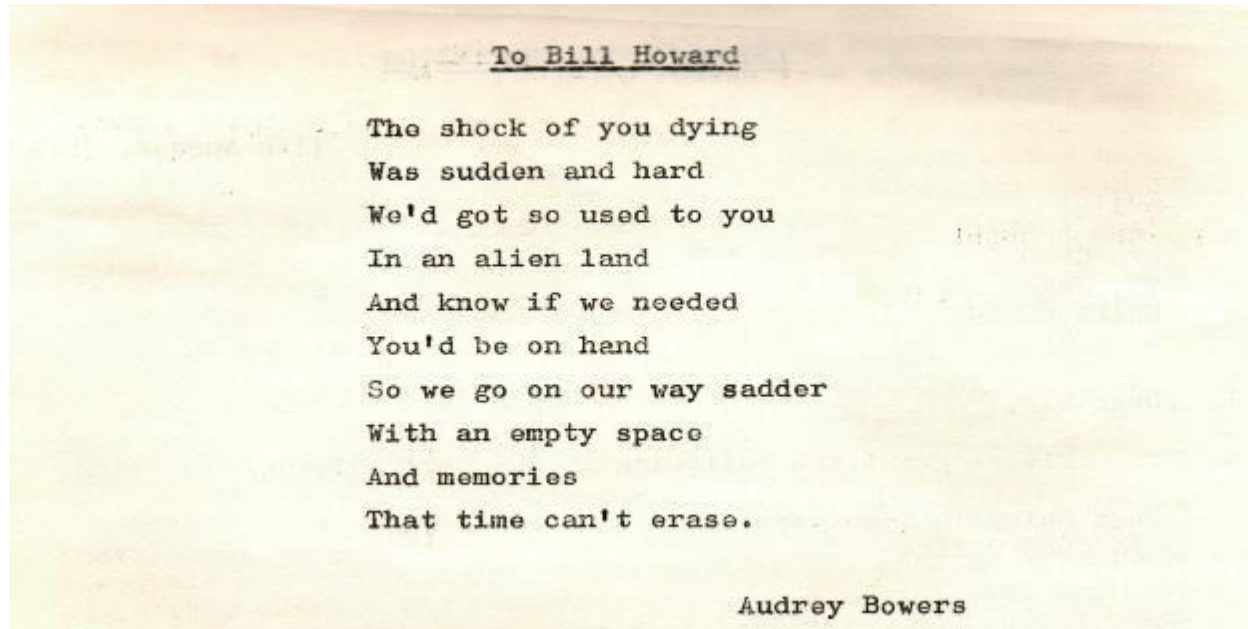 To Bill Howard
The shock of you dying
Was sudden and hard
We'd got so used to you
In an alien land
And know if we needed
You'd be on hand
So we go on our way sadder
With an empty space
And memories
That time can't erase.
Audrey Bowers